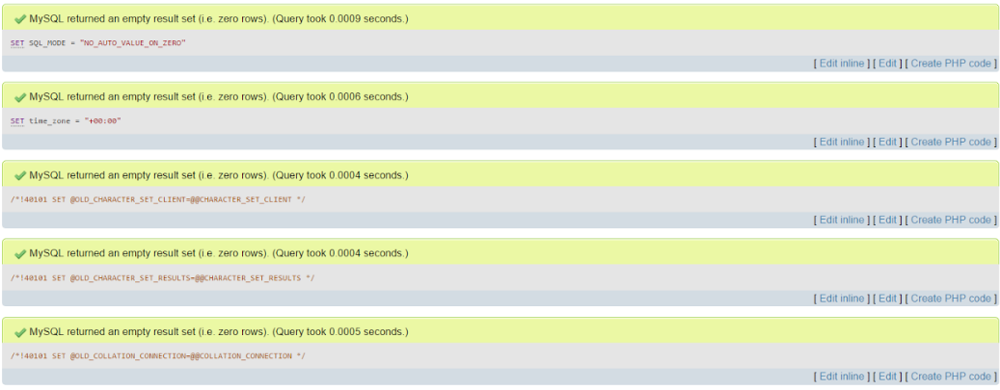 MySQL returned an empty result set (i.e. zero rows). (Query took 0.0009 seconds.)
SET SQL_MODE = "NO_AUTO_VALUE_ON_ZERO"
[ Edit inline ] [ Edit ] [ Create PHP code ]
MySQL returned an empty result set (i.e. zero rows). (Query took 0.0006 seconds.)
SET time_zone = "+00:00"
[ Edit inline ] [ Edit ] [ Create PHP code ]
MySQL returned an empty result set (i.e. zero rows). (Query took 0.0004 seconds.)
/*!40101 SET @OLD_CHARACTER_SET_CLIENT=@@CHARACTER_SET_CLIENT */
[ Edit inline ] [ Edit ] [ Create PHP code ]
MySQL returned an empty result set (i.e. zero rows). (Query took 0.0004 seconds.)
/*!40101 SET @OLD_CHARACTER_SET_RESULTS=@@CHARACTER_SET_RESULTS */
[ Edit inline ] [ Edit ] [ Create PHP code ]
MySQL returned an empty result set (i.e. zero rows). (Query took 0.0005 seconds.)
/*!40101 SET @OLD_COLLATION_CONNECTION=@@COLLATION_CONNECTION */
[ Edit inline ] [ Edit ] [ Create PHP code ]